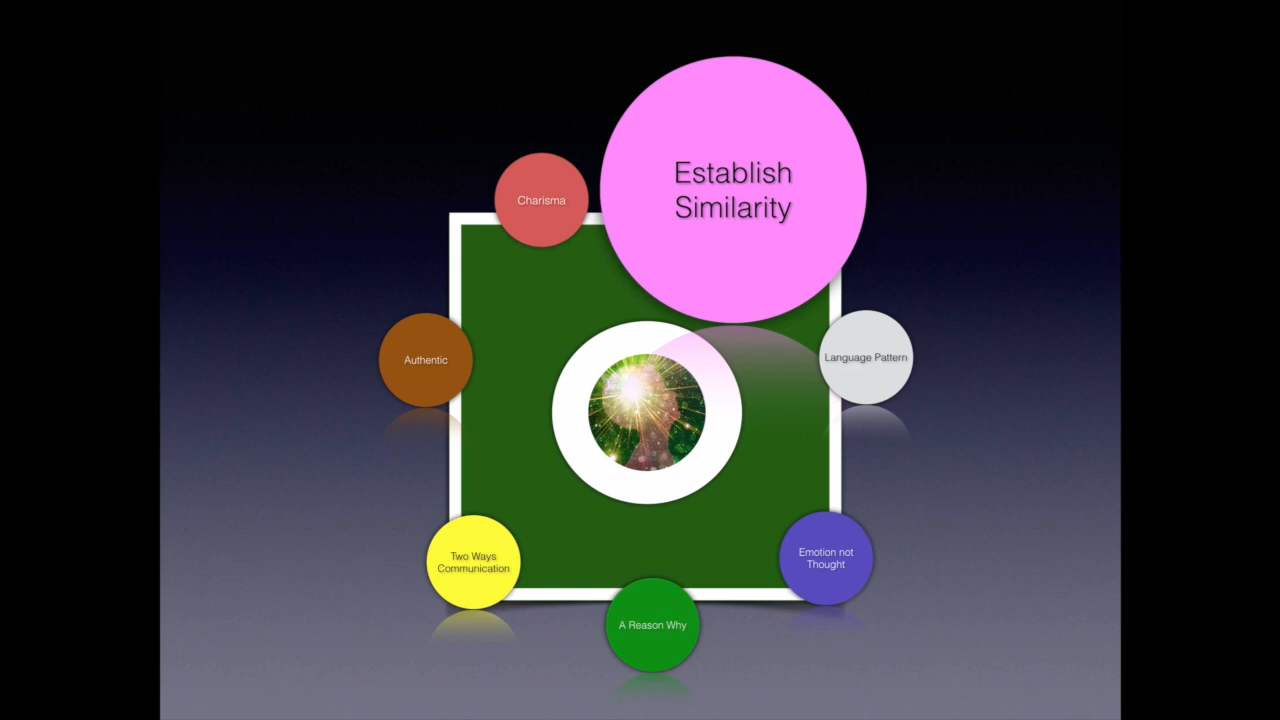 Establish
Similarity
Charisma
Language Pattern
Authentic
Emotion not
Thought
Two Ways
Communication
A Reason Why